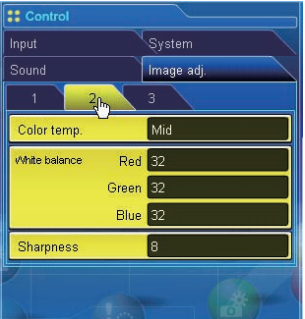 Control
Input System
Sound Image adj.
1 2 3
Color temp. Mid
White balance Red 32
Green 32
Blue 32
Sharpness 8